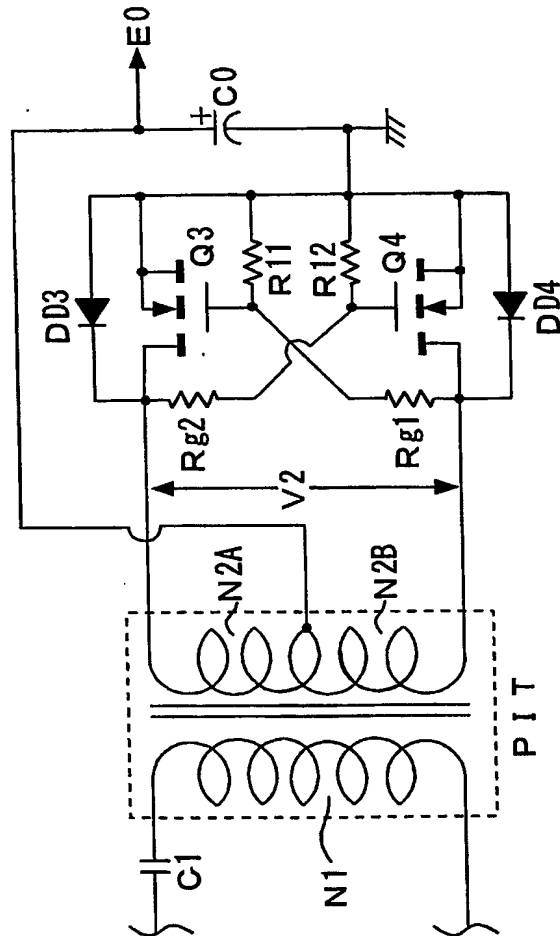 C1
N1
PIT
N2A
N2B
V2
Rg2
Rg1
DD3
Q3
R11
R12
Q4
DD4
+
C0
E0